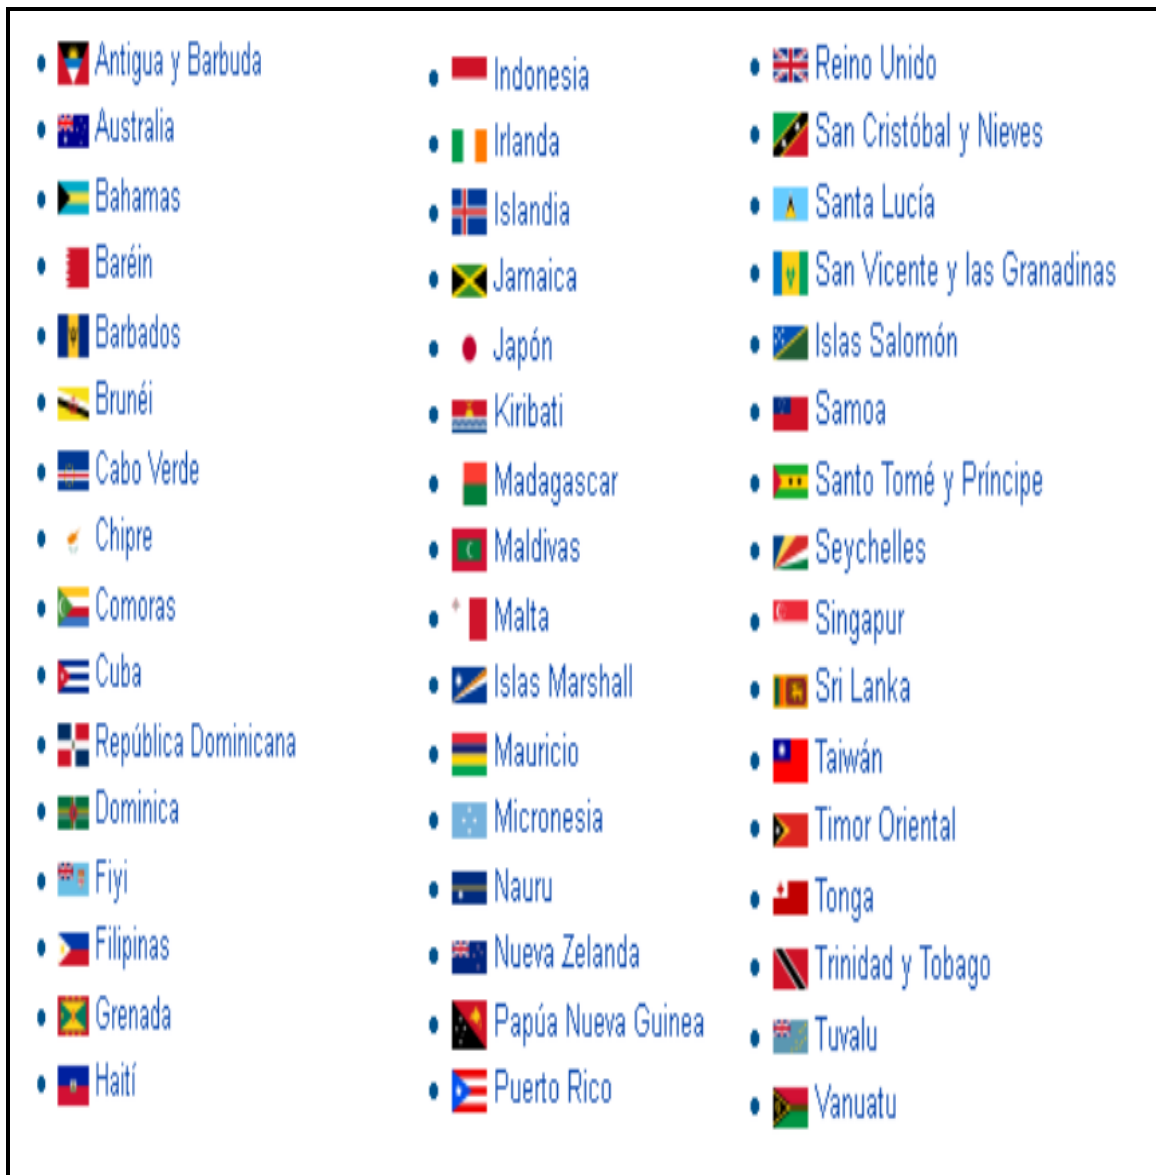 Antigua y Barbuda
Australia
Bahamas
Baréin
Barbados
Brunéi
Cabo Verde
Chipre
Comoras
Cuba
República Dominicana
Dominica
Fiyi
Filipinas
Grenada
Haití
Indonesia
Irlanda
Islandia
Jamaica
Japón
Kiribati
Madagascar
Maldivas
Malta
Islas Marshall
Mauricio
Micronesia
Nauru
Nueva Zelanda
Papúa Nueva Guinea
Puerto Rico
Reino Unido
San Cristóbal y Nieves
Santa Lucía
San Vicente y las Granadinas
Islas Salomón
Samoa
Santo Tomé y Príncipe
Seychelles
Singapur
Sri Lanka
Taiwán
Timor Oriental
Tonga
Trinidad y Tobago
Tuvalu
Vanuatu